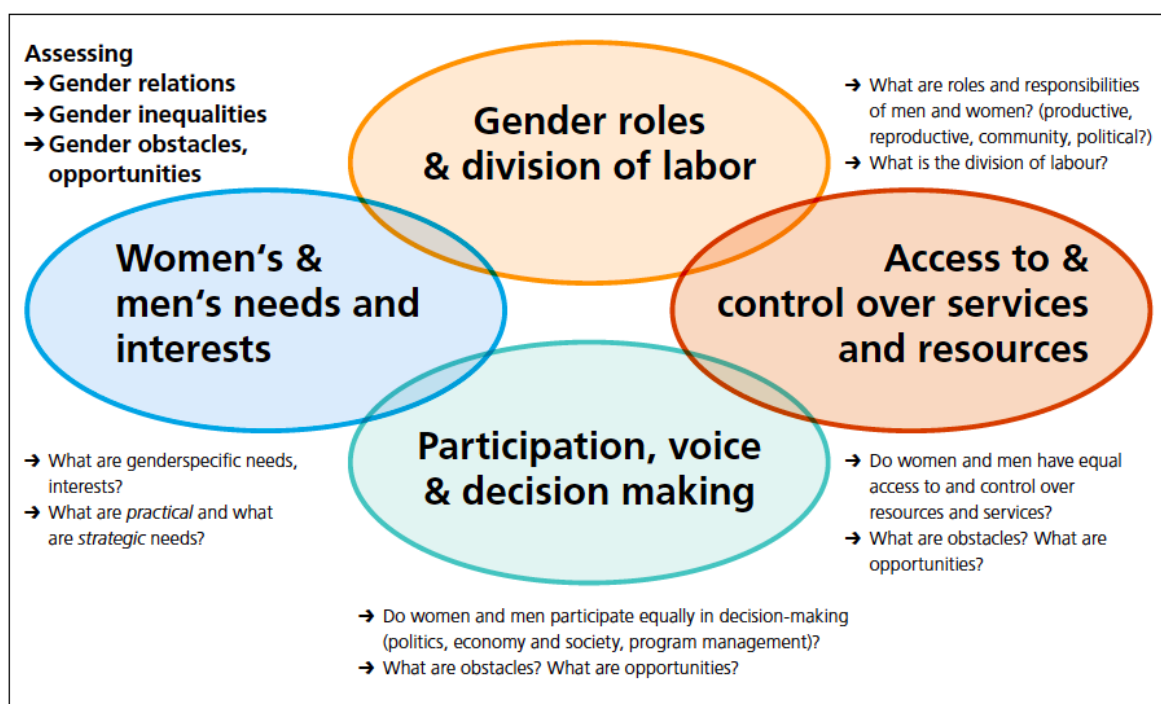 Assessing
→ Gender relations
→ Gender inequalities
→ Gender obstacles,
opportunities
Gender roles
& division of labor
→ What are roles and responsibilities
of men and women? (productive,
reproductive, community, political?)
→ What is the division of labour?
Women‘s &
men‘s needs and
interests
Access to &
control over services
and resources
Participation, voice
& decision making
→ What are genderspecific needs,
interests?
→ What are practical and what
are strategic needs?
→ Do women and men have equal
access to and control over
resources and services?
→ What are obstacles? What are
opportunities?
→ Do women and men participate equally in decision-making
(politics, economy and society, program management)?
→ What are obstacles? What are opportunities?